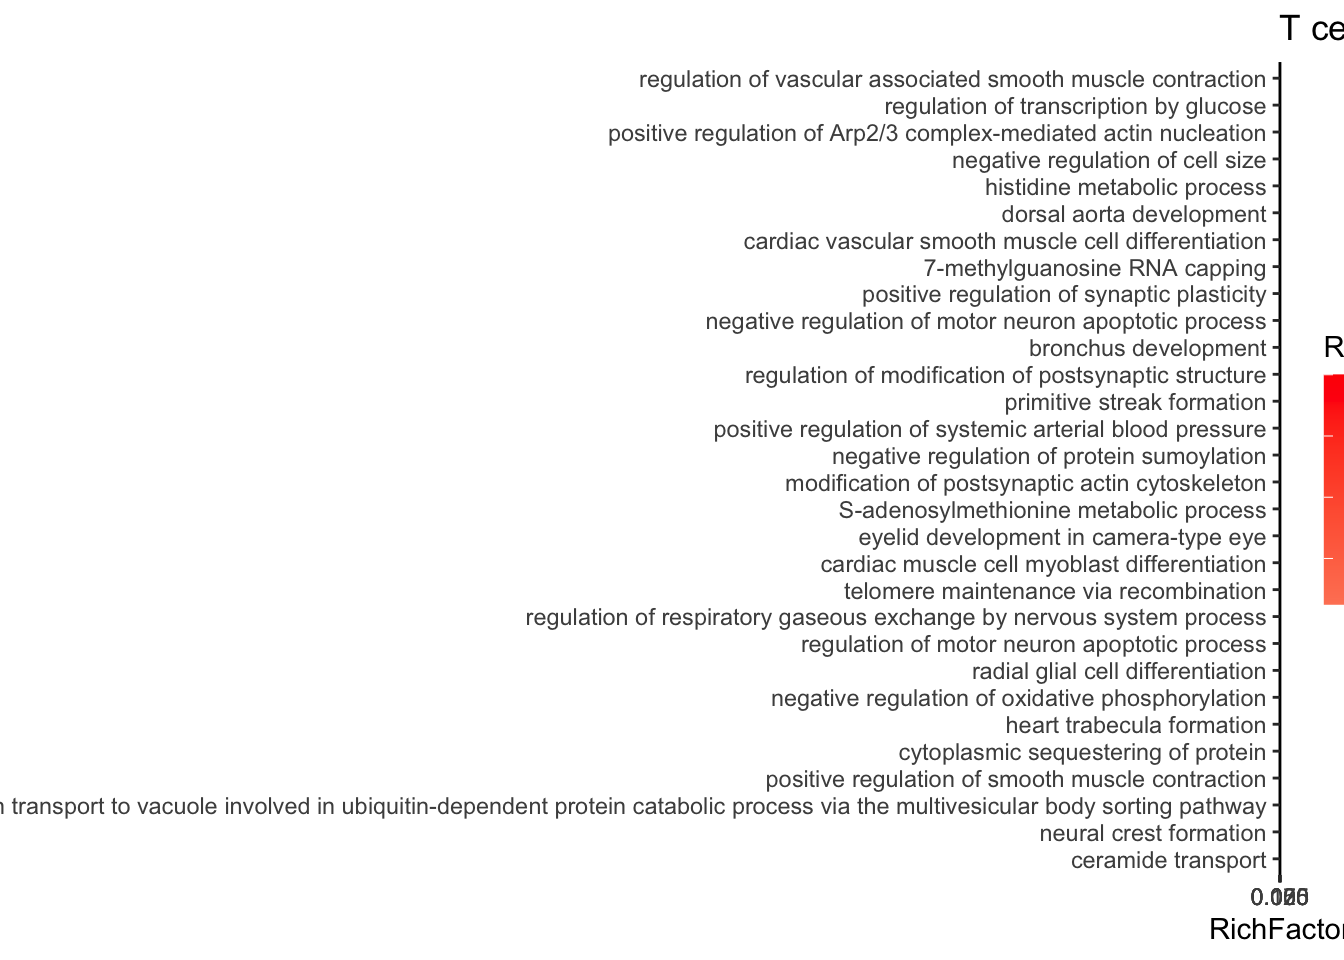 T ce
regulation of vascular associated smooth muscle contraction
regulation of transcription by glucose
positive regulation of Arp2/3 complex-mediated actin nucleation
negative regulation of cell size
histidine metabolic process
dorsal aorta development
cardiac vascular smooth muscle cell differentiation
7-methylguanosine RNA capping
positive regulation of synaptic plasticity
negative regulation of motor neuron apoptotic process
bronchus development
R
regulation of modification of postsynaptic structure
primitive streak formation
positive regulation of systemic arterial blood pressure
negative regulation of protein sumoylation
modification of postsynaptic actin cytoskeleton
S-adenosylmethionine metabolic process
eyelid development in camera-type eye
cardiac muscle cell myoblast differentiation
telomere maintenance via recombination
regulation of respiratory gaseous exchange by nervous system process
regulation of motor neuron apoptotic process
radial glial cell differentiation
negative regulation of oxidative phosphorylation
heart trabecula formation
cytoplasmic sequestering of protein
positive regulation of smooth muscle contraction
transport to vacuole involved in ubiquitin-dependent protein catabolic process via the multivesicular body sorting pathway
neural crest formation
ceramide transport
RichFactor